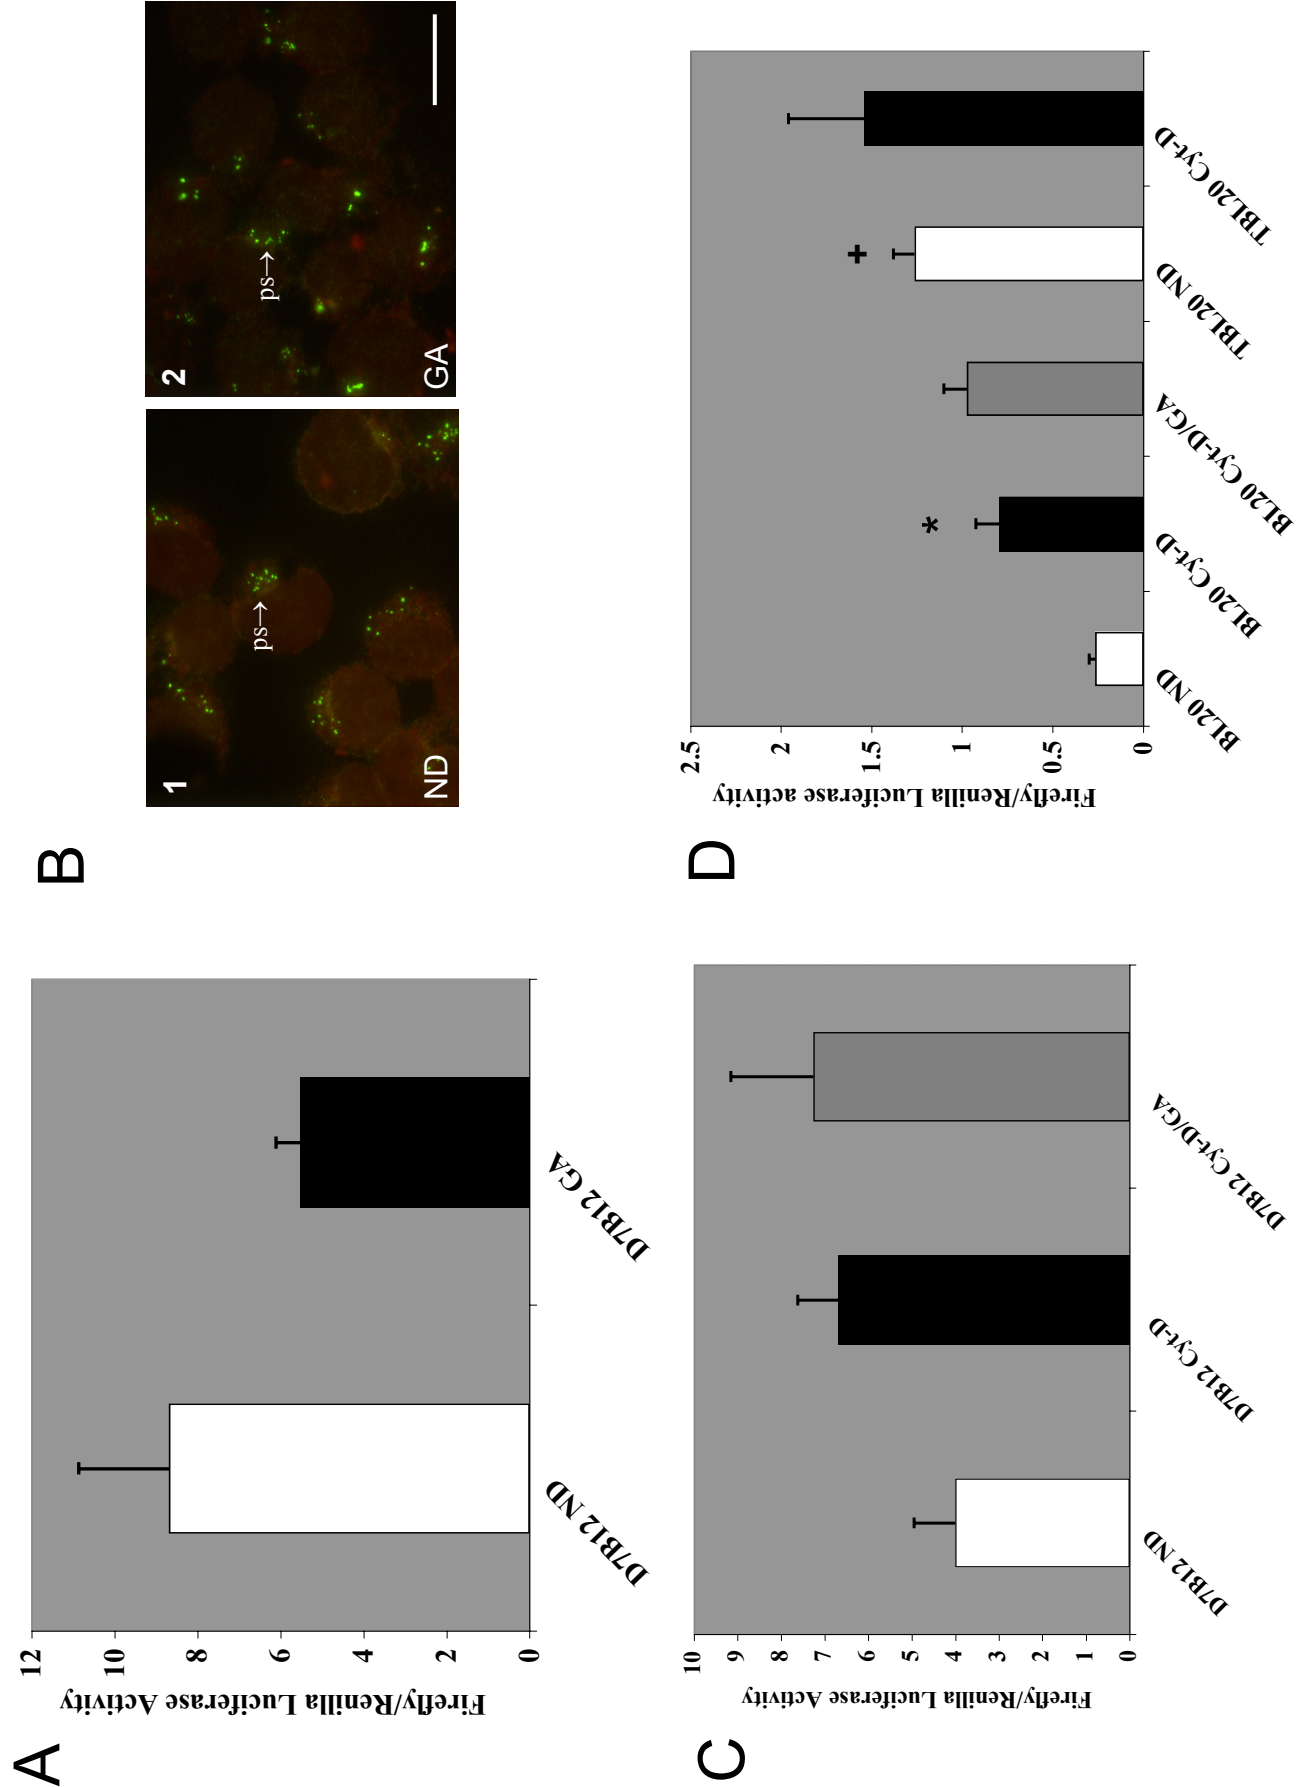 A
Firefly/Renilla Luciferase Activity
12
10
8
6
4
2
0
D7B12 ND
D7B12 GA
B
1
ps→
ND
2
ps→
GA
C
Firefly/Renilla Luciferase Activity
10
9
8
7
6
5
4
3
2
1
0
D7B12 ND
D7B12 Cyt-D
D7B12 Cyt-D/GA
D
Firefly/Renilla Luciferase activity
2.5
2
1.5
1
0.5
0
*
+
BL20 ND
BL20 Cyt-D
BL20 Cyt-D/GA
TBL20 ND
TBL20 Cyt-D